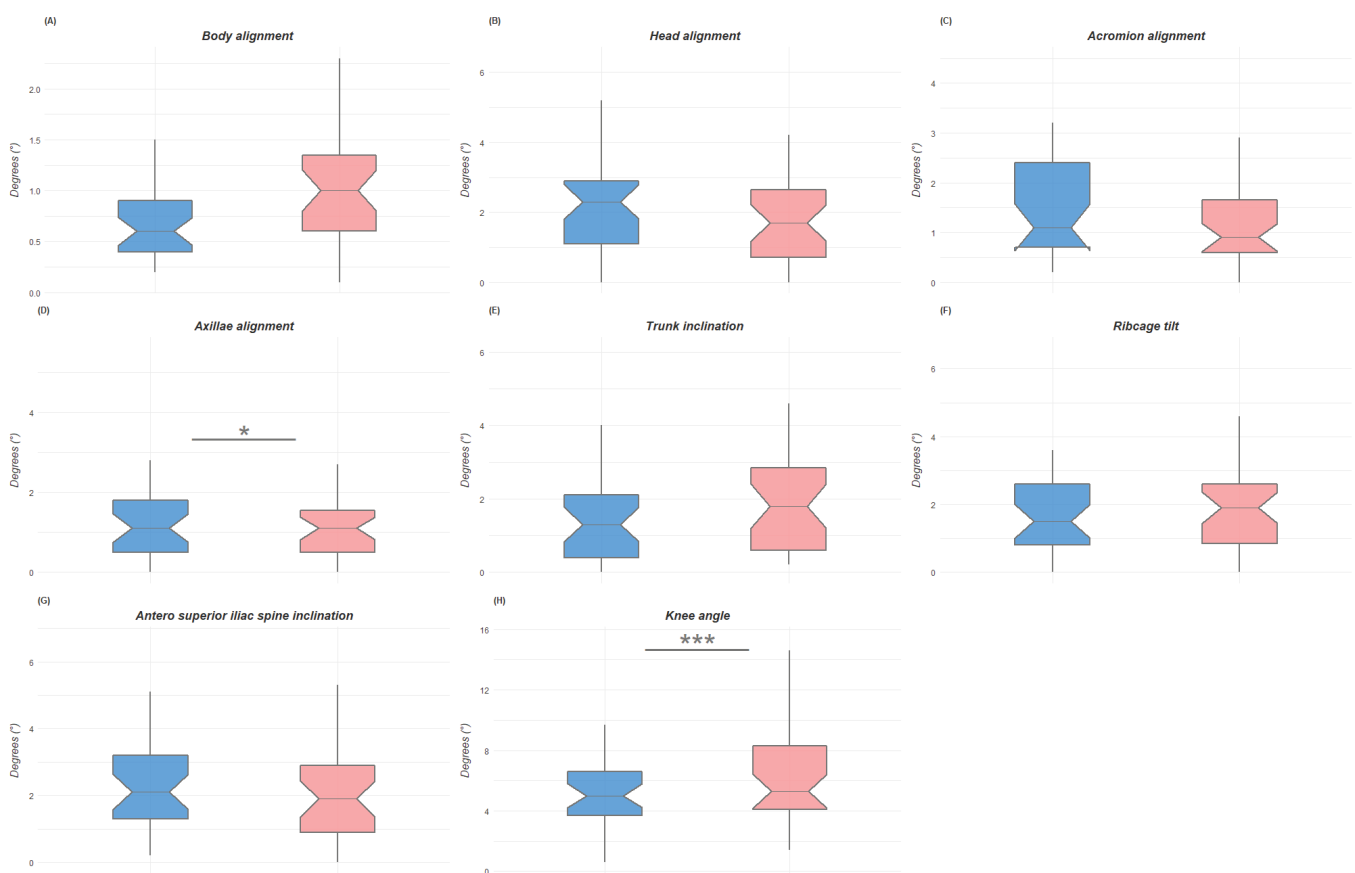 (A)
Body alignment
Degrees (°)
2.0
1.5
1.0
0.5
0.0
(B)
Head alignment
Degrees (°)
6
4
2
0
(C)
Acromion alignment
Degrees (°)
4
3
2
1
0
(D)
Axillae alignment
Degrees (°)
4
2
0
*
(E)
Trunk inclination
Degrees (°)
6
4
2
0
(F)
Ribcage tilt
Degrees (°)
6
4
2
0
(G)
Antero superior iliac spine inclination
Degrees (°)
6
4
2
0
(H)
Knee angle
Degrees (°)
16
12
8
4
0
***